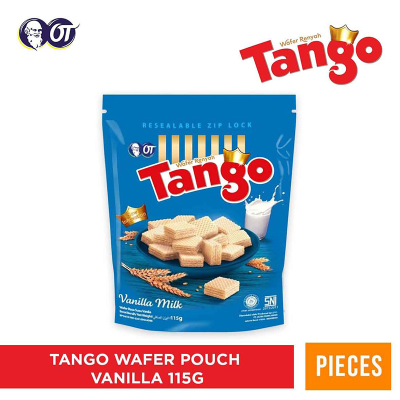 OT
Wafer Renyah
Tango
RESEALABLE ZIP LOCK
OT
Wafer Renyah
Tango
Vanilla Milk
115g
SNI
TANGO WAFER POUCH
VANILLA 115G
PIECES